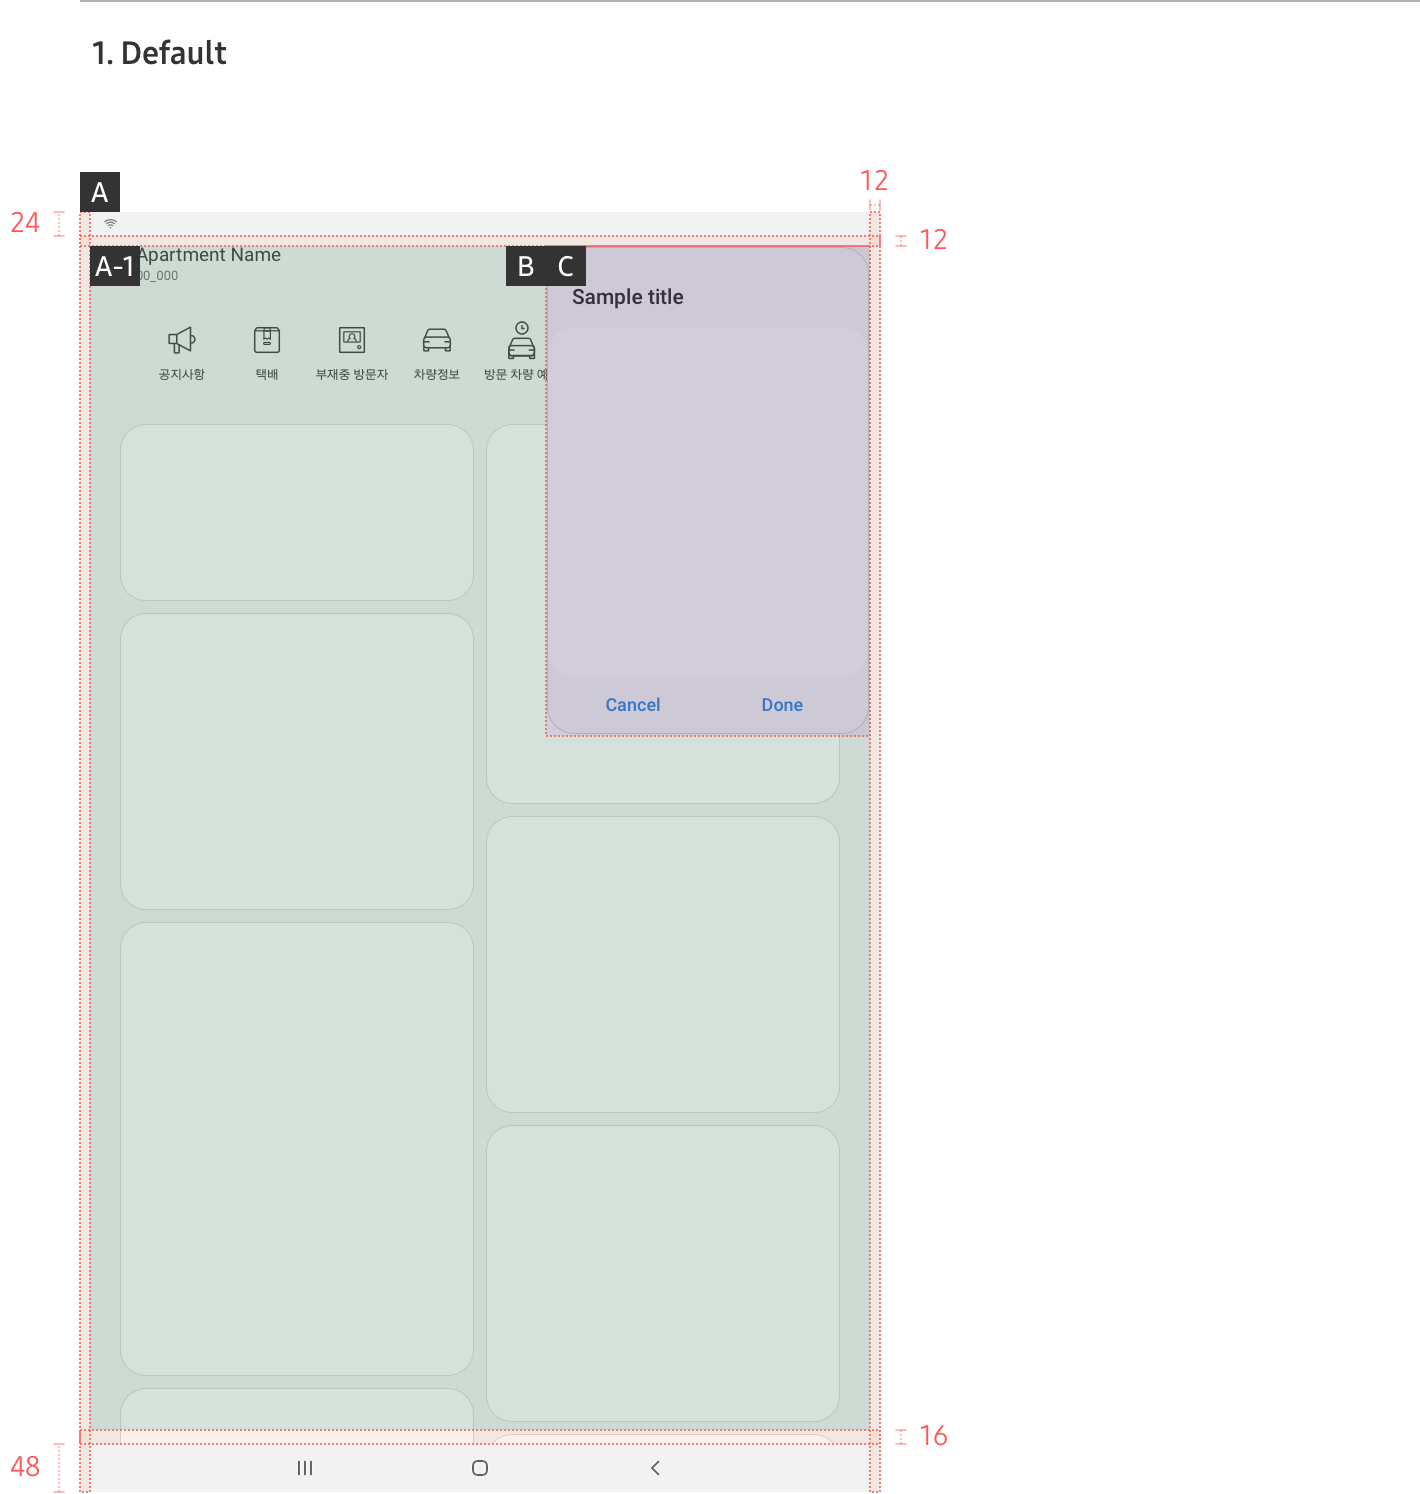 1. Default
A
12
24
12
Apartment Name
A-1
00_000
B
C
Sample title
공지사항
택배
부재중 방문자
차량정보
방문 차량 예
Cancel
Done
16
48